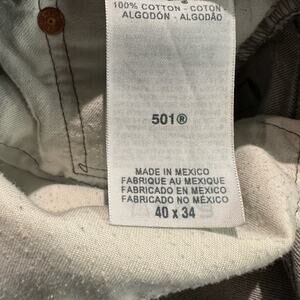 100% COTTON - COTON
ALGODÓN - ALGODÃO
501®
MADE IN MEXICO
FABRIQUE AU MEXIQUE
FABRICADO EN MEXICO
FABRICADO NO MÉXICO
40 x 34